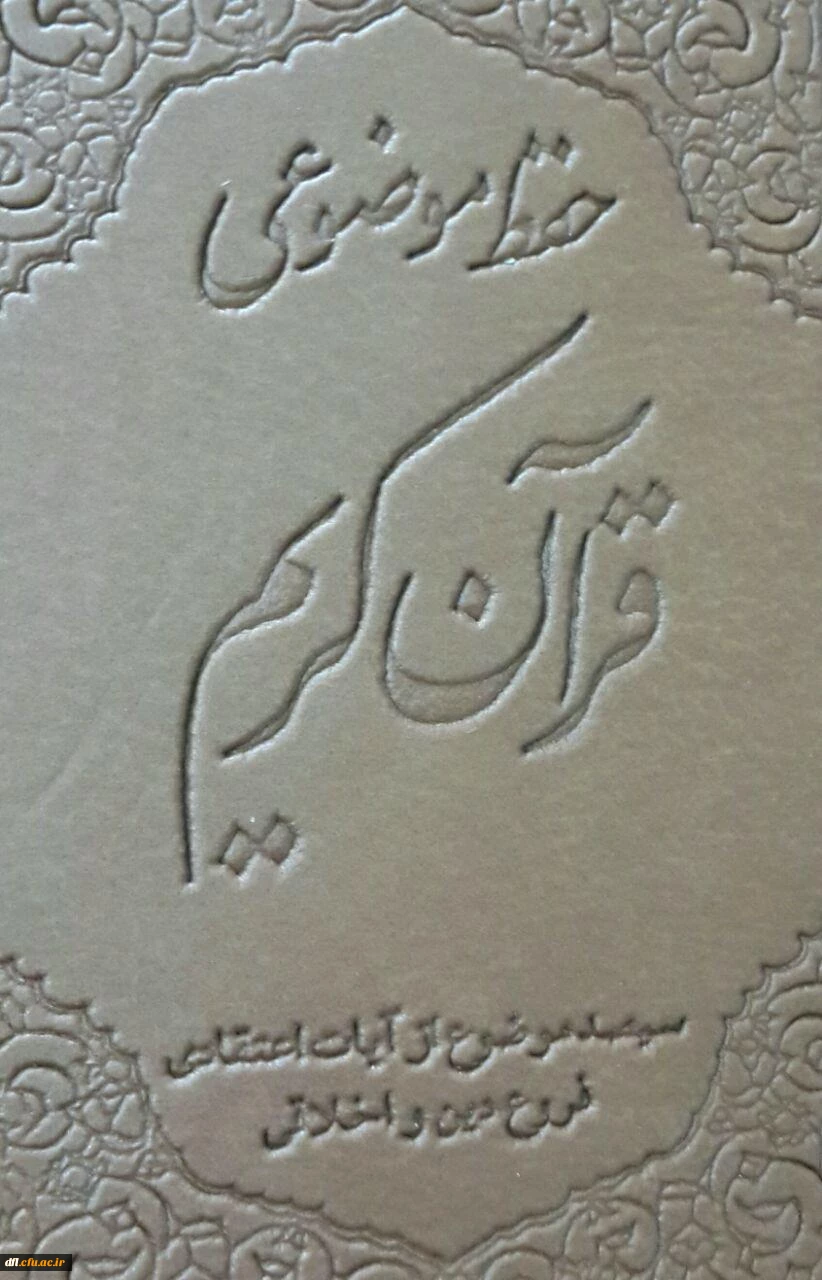 حفظ موضوعی
قرآن کریم
سیصد موضوع از آیات اعتقادی
فروع دین و اخلاقی
dfl.cfu.ac.ir